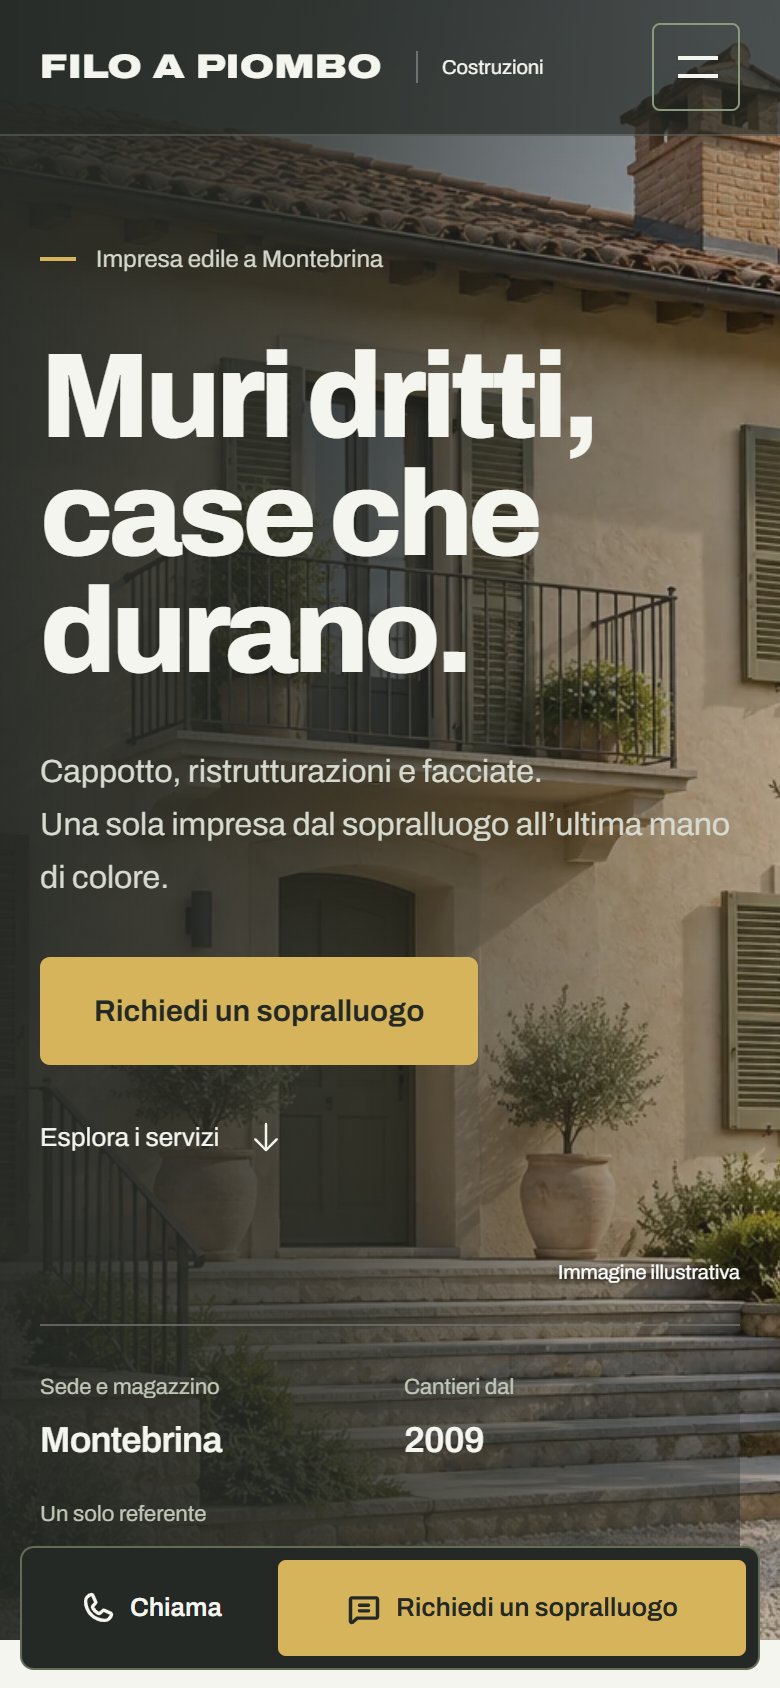 FILO A PIOMBO
Costruzioni
Impresa edile a Montebrina
Muri dritti,
case che
durano.
Cappotto, ristrutturazioni e facciate.
Una sola impresa dal sopralluogo all’ultima mano
di colore.
Richiedi un sopralluogo
Esplora i servizi
Immagine illustrativa
Sede e magazzino
Cantieri dal
Montebrina
2009
Un solo referente
Chiama
Richiedi un sopralluogo